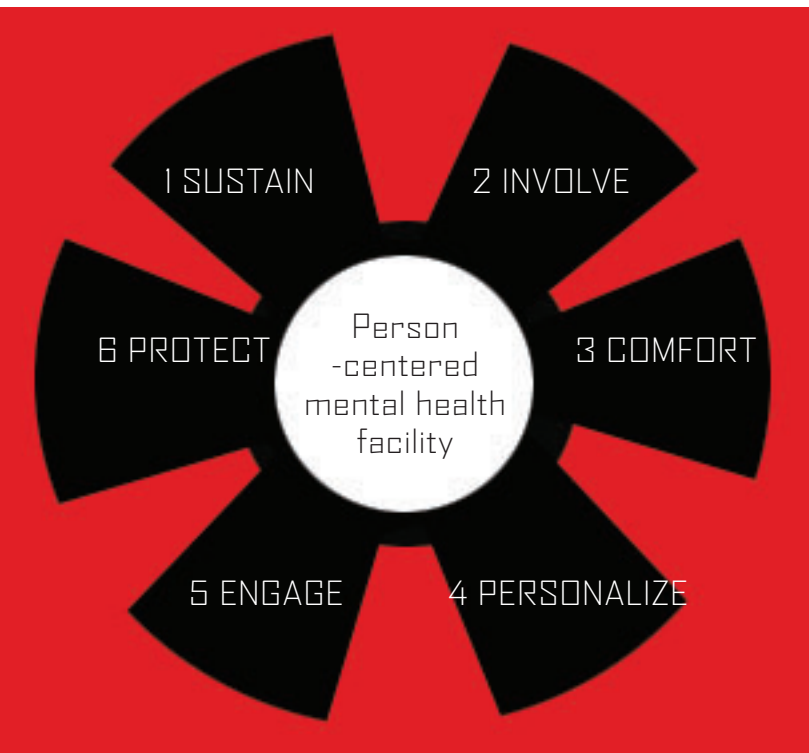 1 SUSTAIN
2 INVOLVE
3 COMFORT
4 PERSONALIZE
5 ENGAGE
6 PROTECT
Person
-centered
mental health
facility